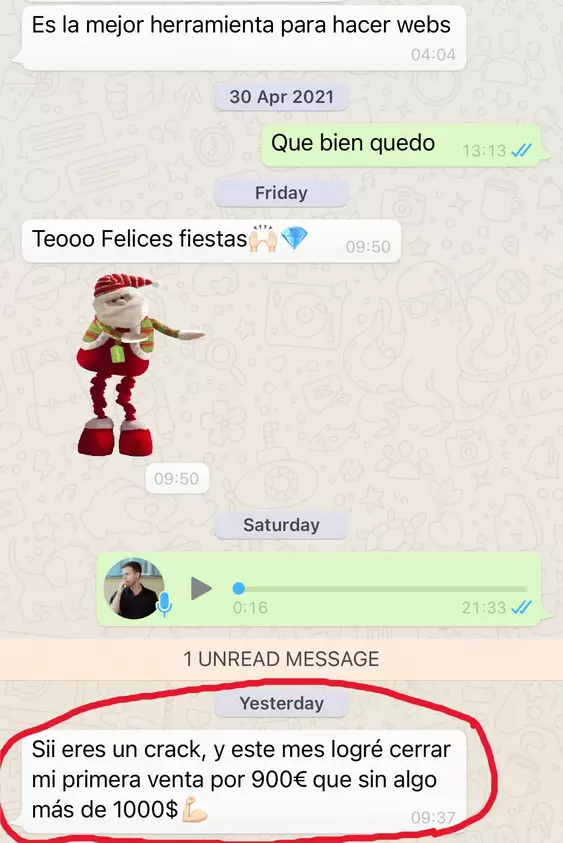 Es la mejor herramienta para hacer webs
04:04
30 Apr 2021
Que bien quedo
13:13
Friday
Teooo Felices fiestas🙌🏻💎
09:50
09:50
Saturday
0:16
21:33
1 UNREAD MESSAGE
Yesterday
Sii eres un crack, y este mes logré cerrar
mi primera venta por 900€ que sin algo
más de 1000$💪🏻
09:37